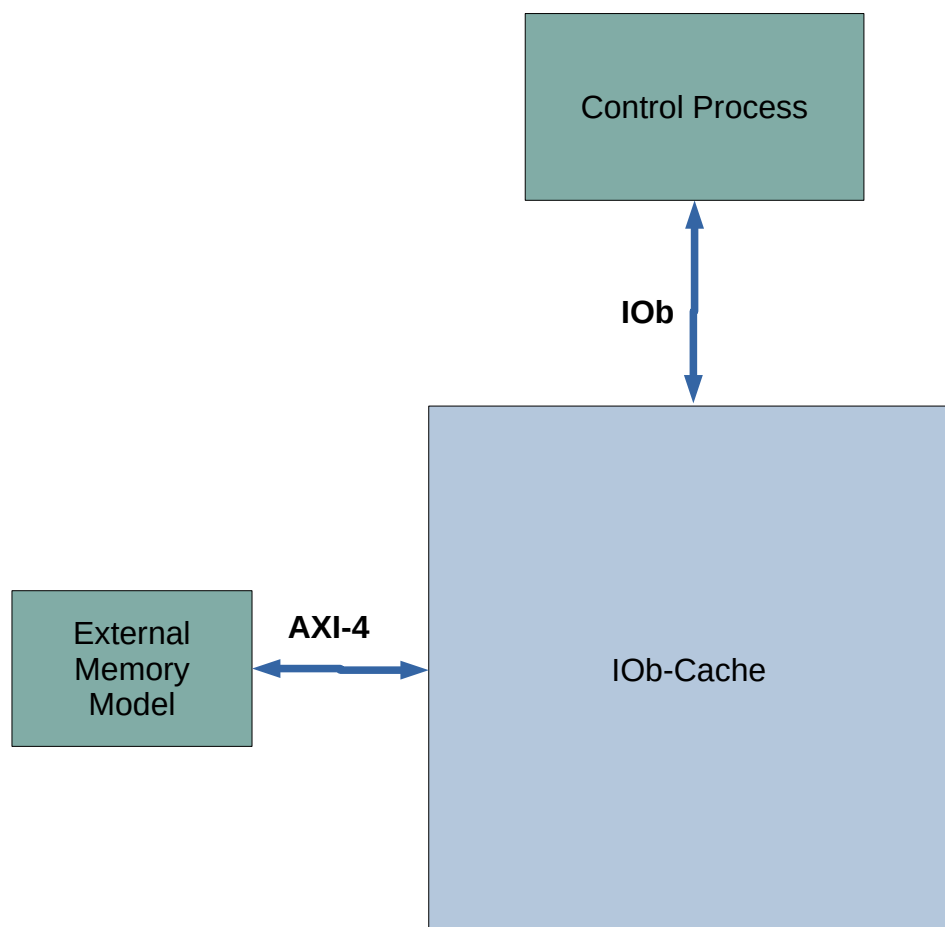 Control Process
IOb
AXI-4
External
Memory
Model
IOb-Cache